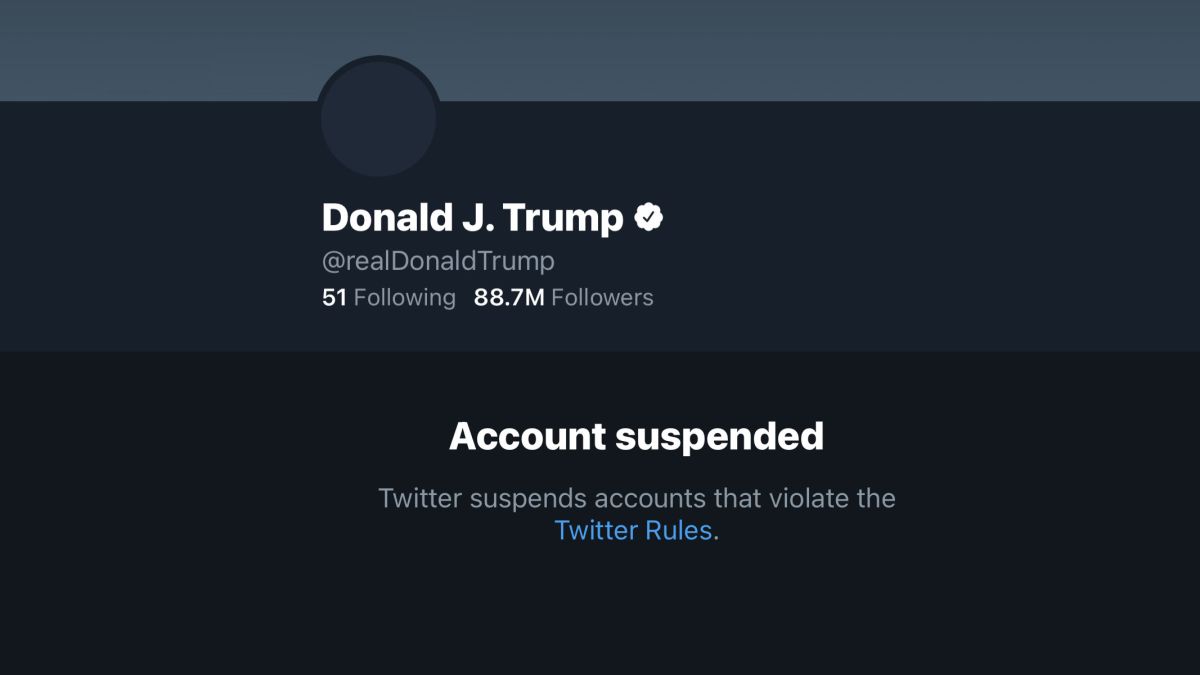 Donald J. Trump
@realDonaldTrump
51 Following 88.7M Followers
Account suspended
Twitter suspends accounts that violate the
Twitter Rules.